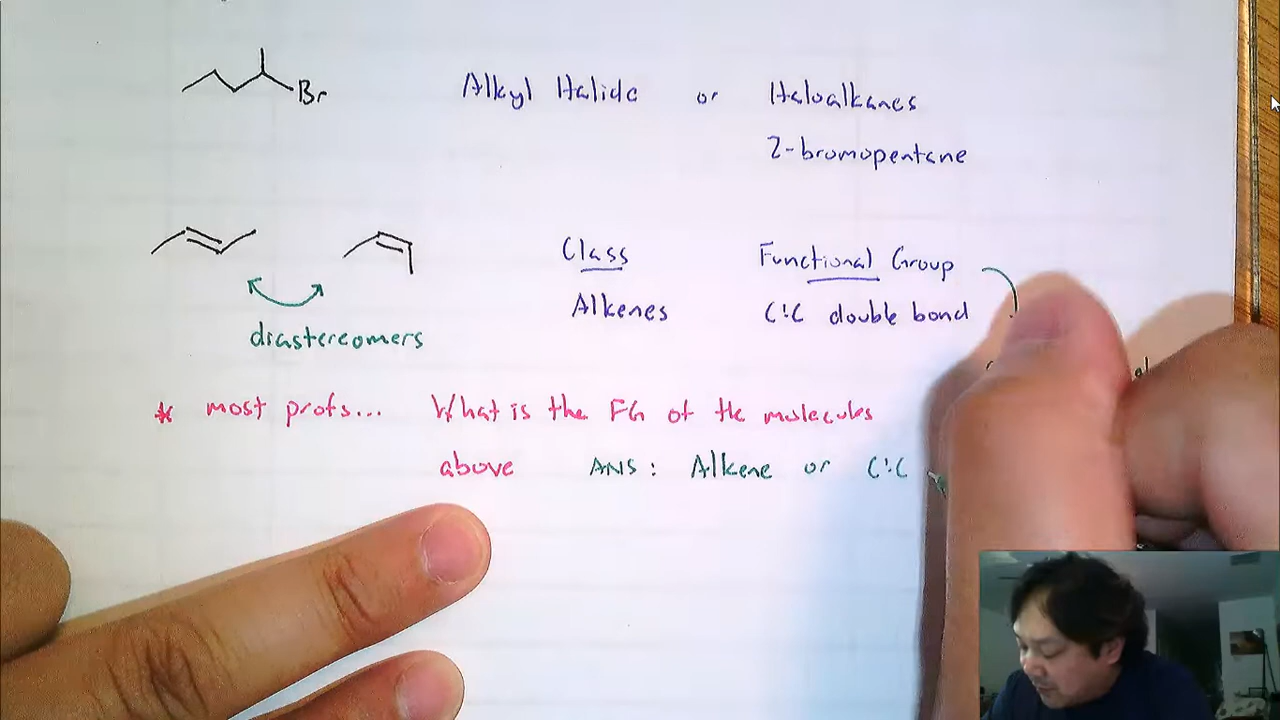 Br Alkyl Halide or Haloalkanes
2-bromopentane
Class Functional Group
Alkenes C!C double bond
diastereomers
* most profs... What is the FG of the molecules
above ANS: Alkene or C!C